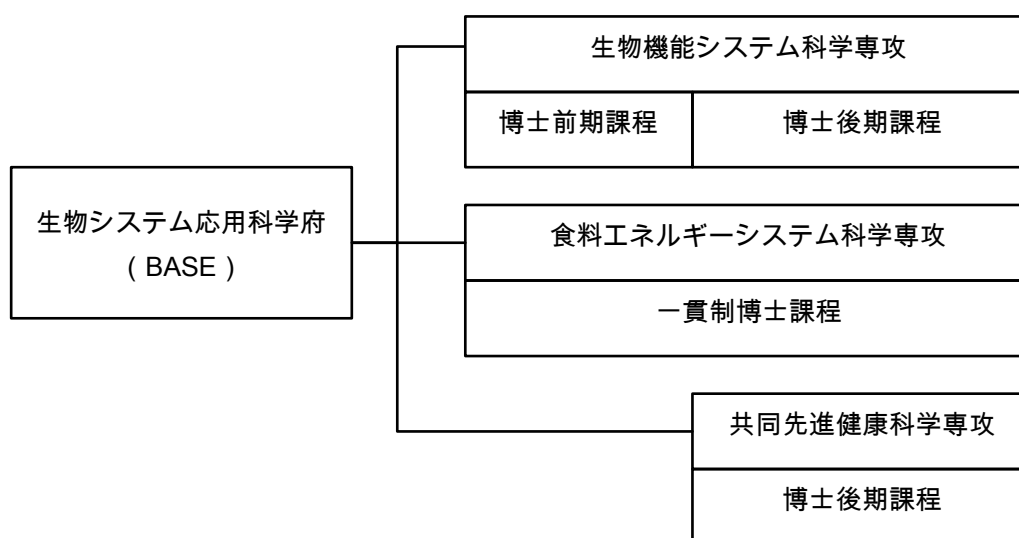 生物機能システム科学専攻
博士前期課程
博士後期課程
生物システム応用科学府
（BASE）
食料エネルギーシステム科学専攻
一貫制博士課程
共同先進健康科学専攻
博士後期課程